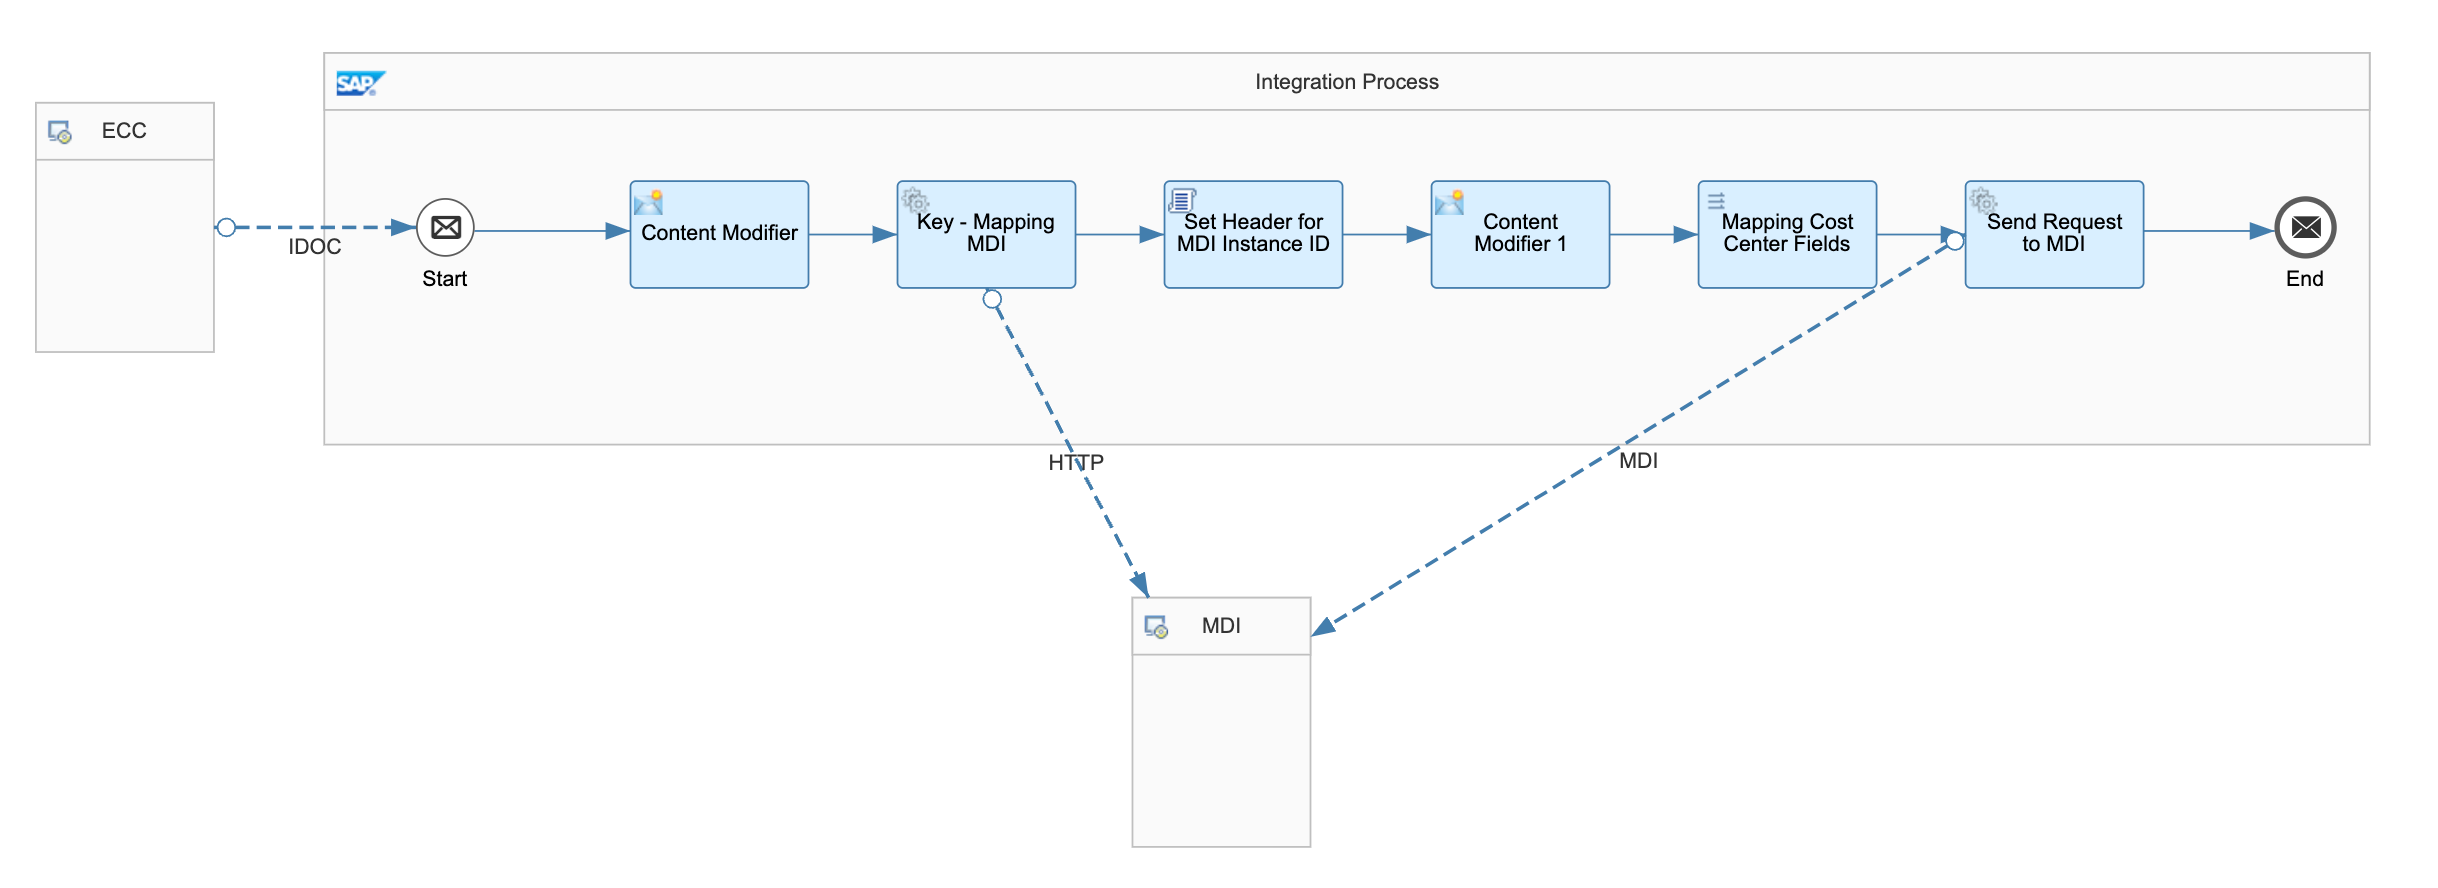 SAP
Integration Process
ECC
IDOC
Start
Content Modifier
Key - Mapping
MDI
Set Header for
MDI Instance ID
Content
Modifier 1
Mapping Cost
Center Fields
Send Request
to MDI
End
HTTP
MDI
MDI